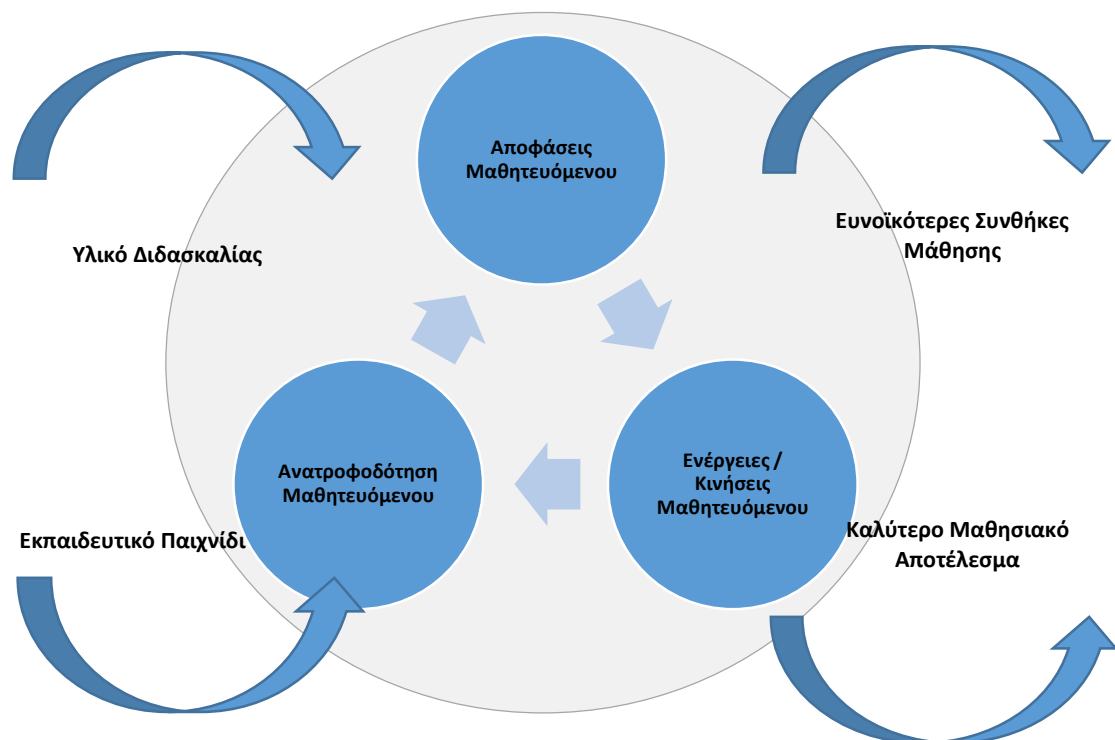 Αποφάσεις
Μαθητευόμενου
Υλικό Διδασκαλίας
Ευνοϊκότερες Συνθήκες
Μάθησης
Ανατροφοδότηση
Μαθητευόμενου
Ενέργειες /
Κινήσεις
Μαθητευόμενου
Εκπαιδευτικό Παιχνίδι
Καλύτερο Μαθησιακό
Αποτέλεσμα